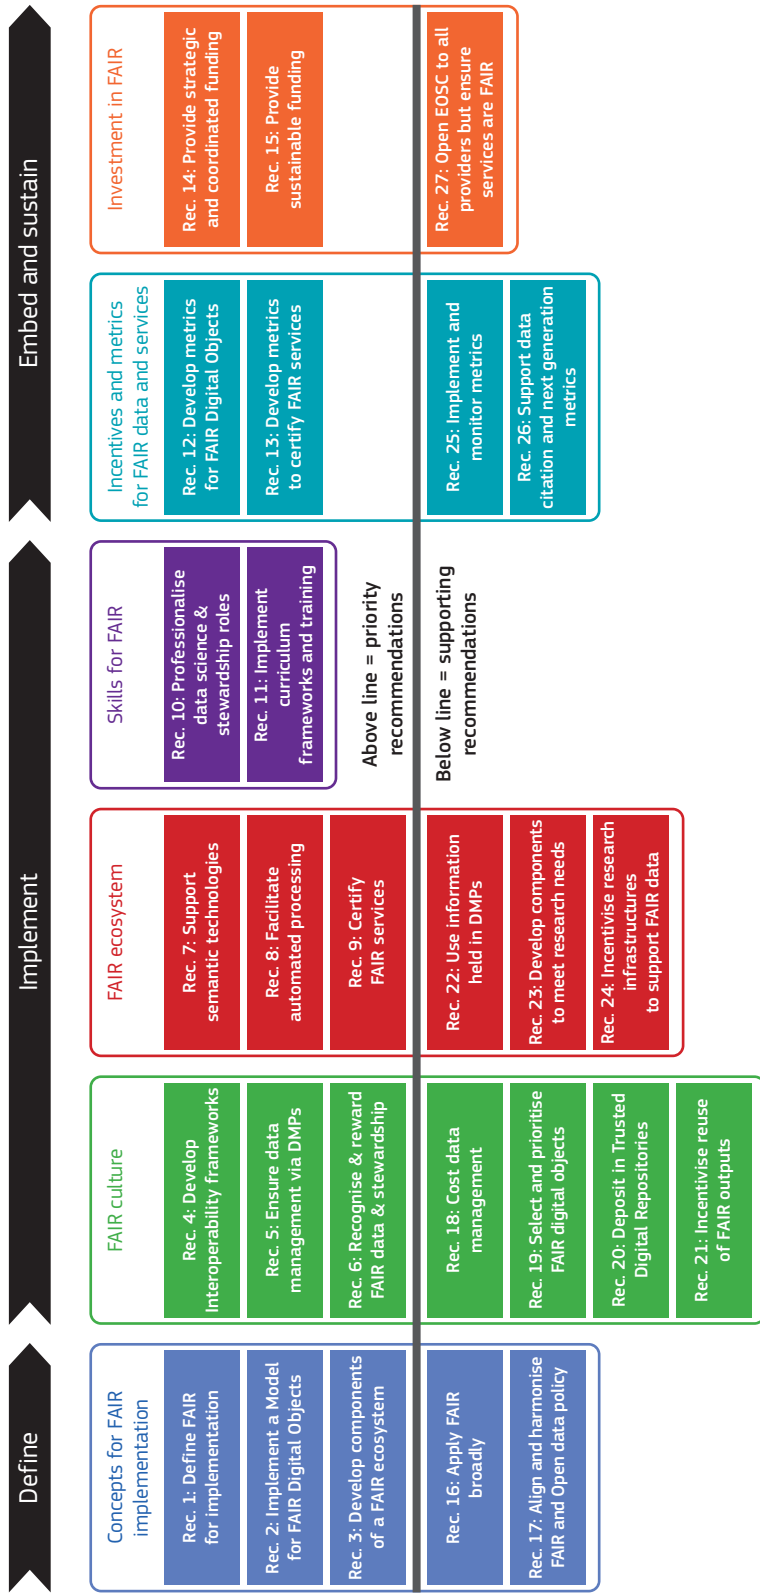 Define
Implement
Embed and sustain
Concepts for FAIR
implementation
Rec. 1: Define FAIR
for implementation
Rec. 2: Implement a Model
for FAIR Digital Objects
Rec. 3: Develop components
of a FAIR ecosystem
Rec. 16: Apply FAIR
broadly
Rec. 17: Align and harmonise
FAIR and Open data policy
FAIR culture
Rec. 4: Develop
Interoperability frameworks
Rec. 5: Ensure data
management via DMPs
Rec. 6: Recognise & reward
FAIR data & stewardship
Rec. 18: Cost data
management
Rec. 19: Select and prioritise
FAIR digital objects
Rec. 20: Deposit in Trusted
Digital Repositories
Rec. 21: Incentivise reuse
of FAIR outputs
FAIR ecosystem
Rec. 7: Support
semantic technologies
Rec. 8: Facilitate
automated processing
Rec. 9: Certify
FAIR services
Rec. 22: Use information
held in DMPs
Rec. 23: Develop components
to meet research needs
Rec. 24: Incentivise research
infrastructures
to support FAIR data
Skills for FAIR
Rec. 10: Professionalise
data science &
stewardship roles
Rec. 11: Implement
curriculum
frameworks and training
Above line = priority
recommendations
Below line = supporting
recommendations
Incentives and metrics
for FAIR data and services
Rec. 12: Develop metrics
for FAIR Digital Objects
Rec. 13: Develop metrics
to certify FAIR services
Rec. 25: Implement and
monitor metrics
Rec. 26: Support data
citation and next generation
metrics
Investment in FAIR
Rec. 14: Provide strategic
and coordinated funding
Rec. 15: Provide
sustainable funding
Rec. 27: Open EOSC to all
providers but ensure
services are FAIR